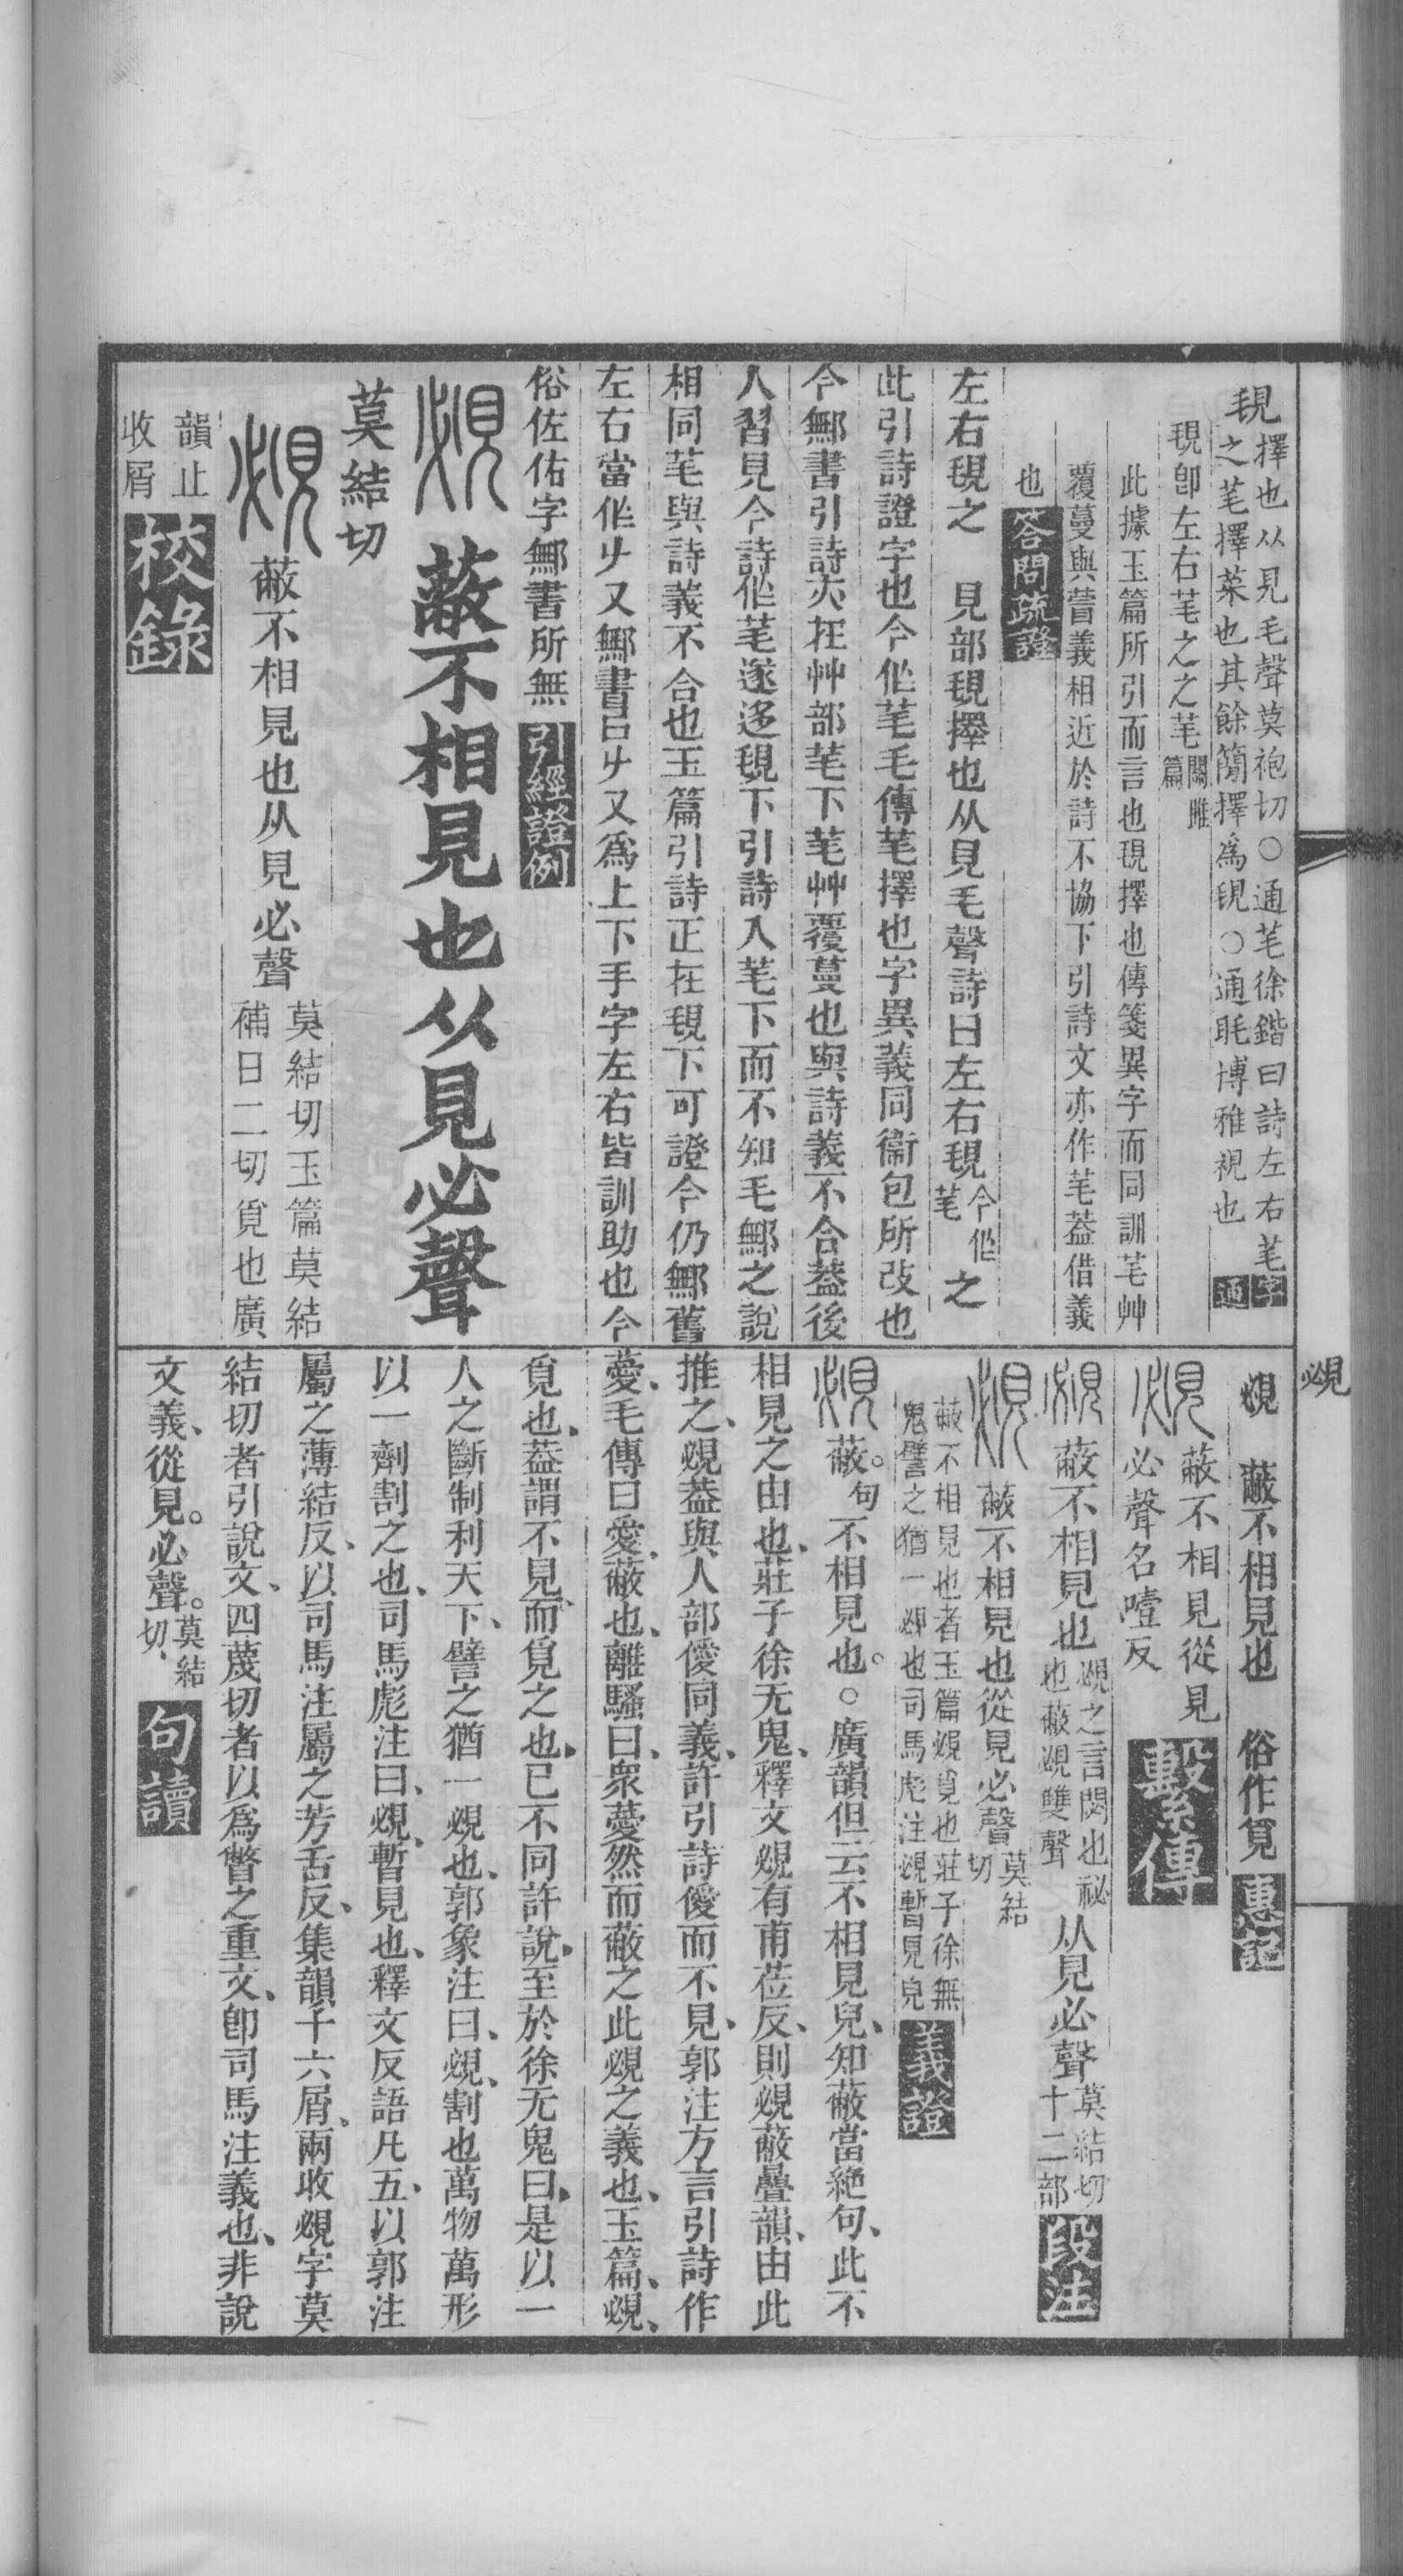 覒擇也从見毛聲莫袍切○通芼徐鍇曰詩左右芼
之芼擇菜也其餘簡擇爲覒○通眊博雅視也
字通
覒卽左右芼之之芼關雎篇
此據玉篇所引而言也覒擇也傳箋異字而同訓芼艸
覆蔓與葍義相近於詩不協下引詩文亦作芼葢借義
也答問疏證
左右覒之　見部覒擇也从見毛聲詩曰左右覒今作芼之
此引詩證字也今作芼毛傳芼擇也字異義同衞包所改也
今鄦書引詩亦在艸部芼下芼艸覆蔓也與詩義不合葢後
人習見今詩作芼遂迻覒下引詩入芼下而不知毛鄦之說
相同芼與詩義不合也玉篇引詩正在覒下可證今仍鄦舊
左右當作𠂇又鄦書㠯𠂇又爲上下手字左右皆訓助也今
俗佐佑字鄦書所無引經證例
覕蔽不相見也从見必聲
莫結切
覕蔽不相見也从見必聲莫結切玉篇莫結
補日二切覓也廣
韻止
收屑
校錄
覕
覕　蔽不相見也　俗作覓惠記
覕蔽不相見從見
必聲名噎反
繫傳
覕蔽不相見也覕之言閟也祕
也蔽覕雙聲
从見必聲莫結切
十二部
段注
覕蔽不相見也從見必聲莫結
切
蔽不相見也者玉篇覕覓也莊子徐無
鬼譬之猶一覕也司馬彪注覕暫見皃
義證
覕蔽。句不相見也。○廣韻但云不相見皃、知蔽當絶句、此不
相見之由也、莊子徐无鬼、釋文覕有甫莅反、則覕蔽曡韻、由此
推之、覕葢與人部僾同義、許引詩僾而不見、郭注方言引詩作
薆、毛傳曰愛、蔽也、離騷曰、衆薆然而蔽之此覕之義也、玉篇、覕、
覓也、葢謂不見、而覓之也、已不同許說、至於徐无鬼曰、是以一
人之斷制利天下、譬之猶一覕也、郭象注曰、覕、割也萬物萬形
以一劑割之也、司馬彪注曰、覕、暫見也、釋文反語凡五、以郭注
屬之薄結反、以司馬注屬之芳舌反、集韻十六屑、兩收覕字莫
結切者引說文、四蔑切者以爲瞥之重文、卽司馬注義也、非說
文義、從見。必聲。莫結
切、
句讀